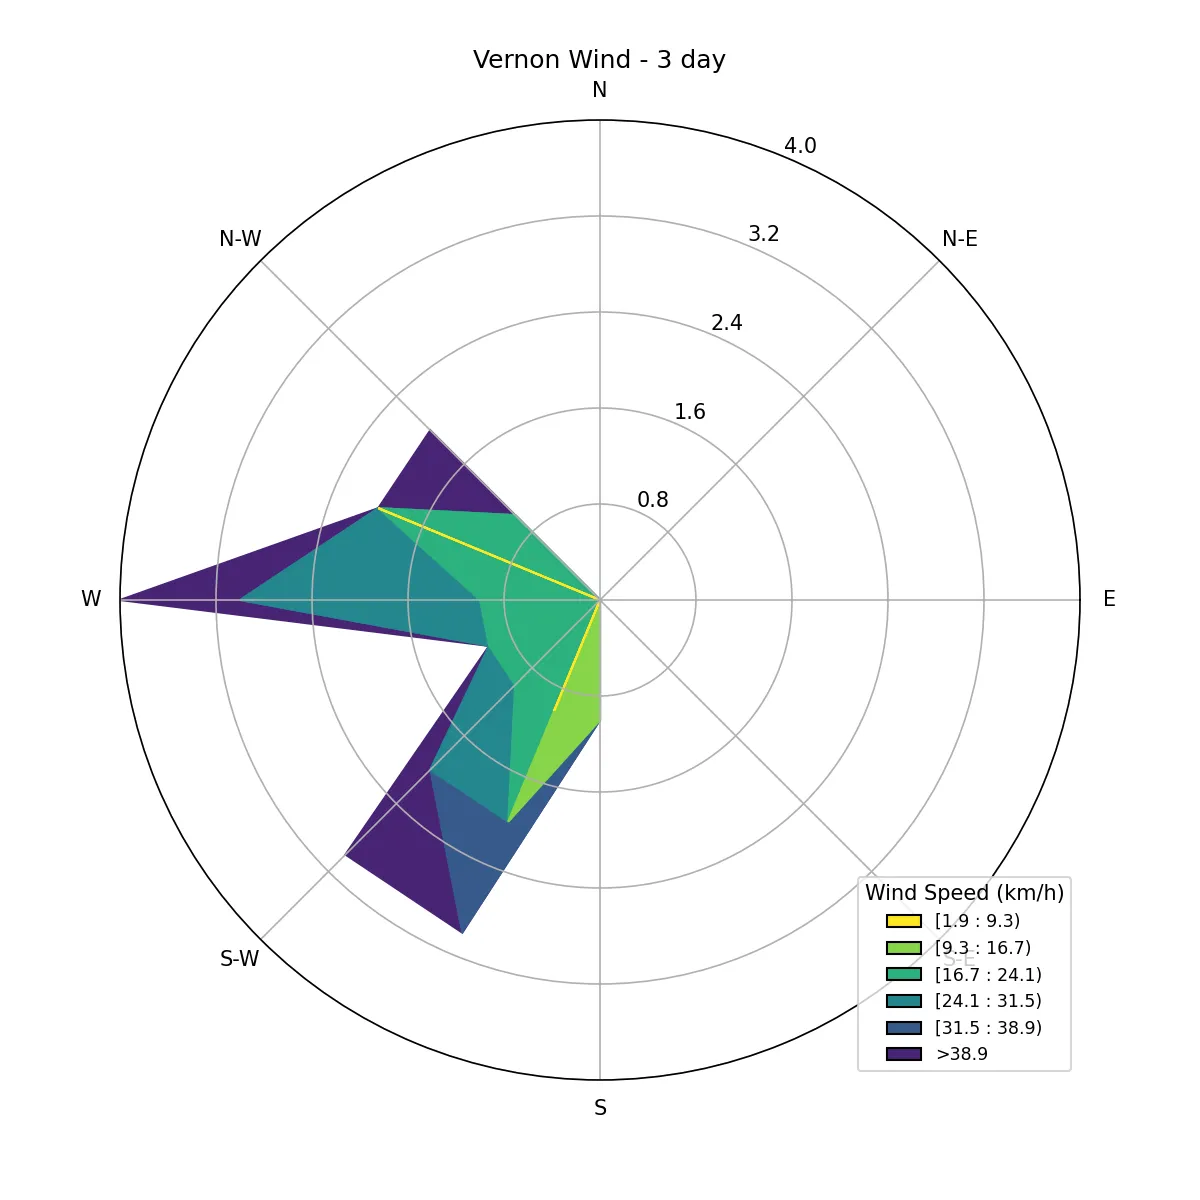 Vernon Wind - 3 day
N
4.0
N-W
3.2
N-E
2.4
1.6
0.8
W
E
S-W
S-E
S
Wind Speed (km/h)
[1.9 : 9.3)
[9.3 : 16.7)
[16.7 : 24.1)
[24.1 : 31.5)
[31.5 : 38.9)
>38.9